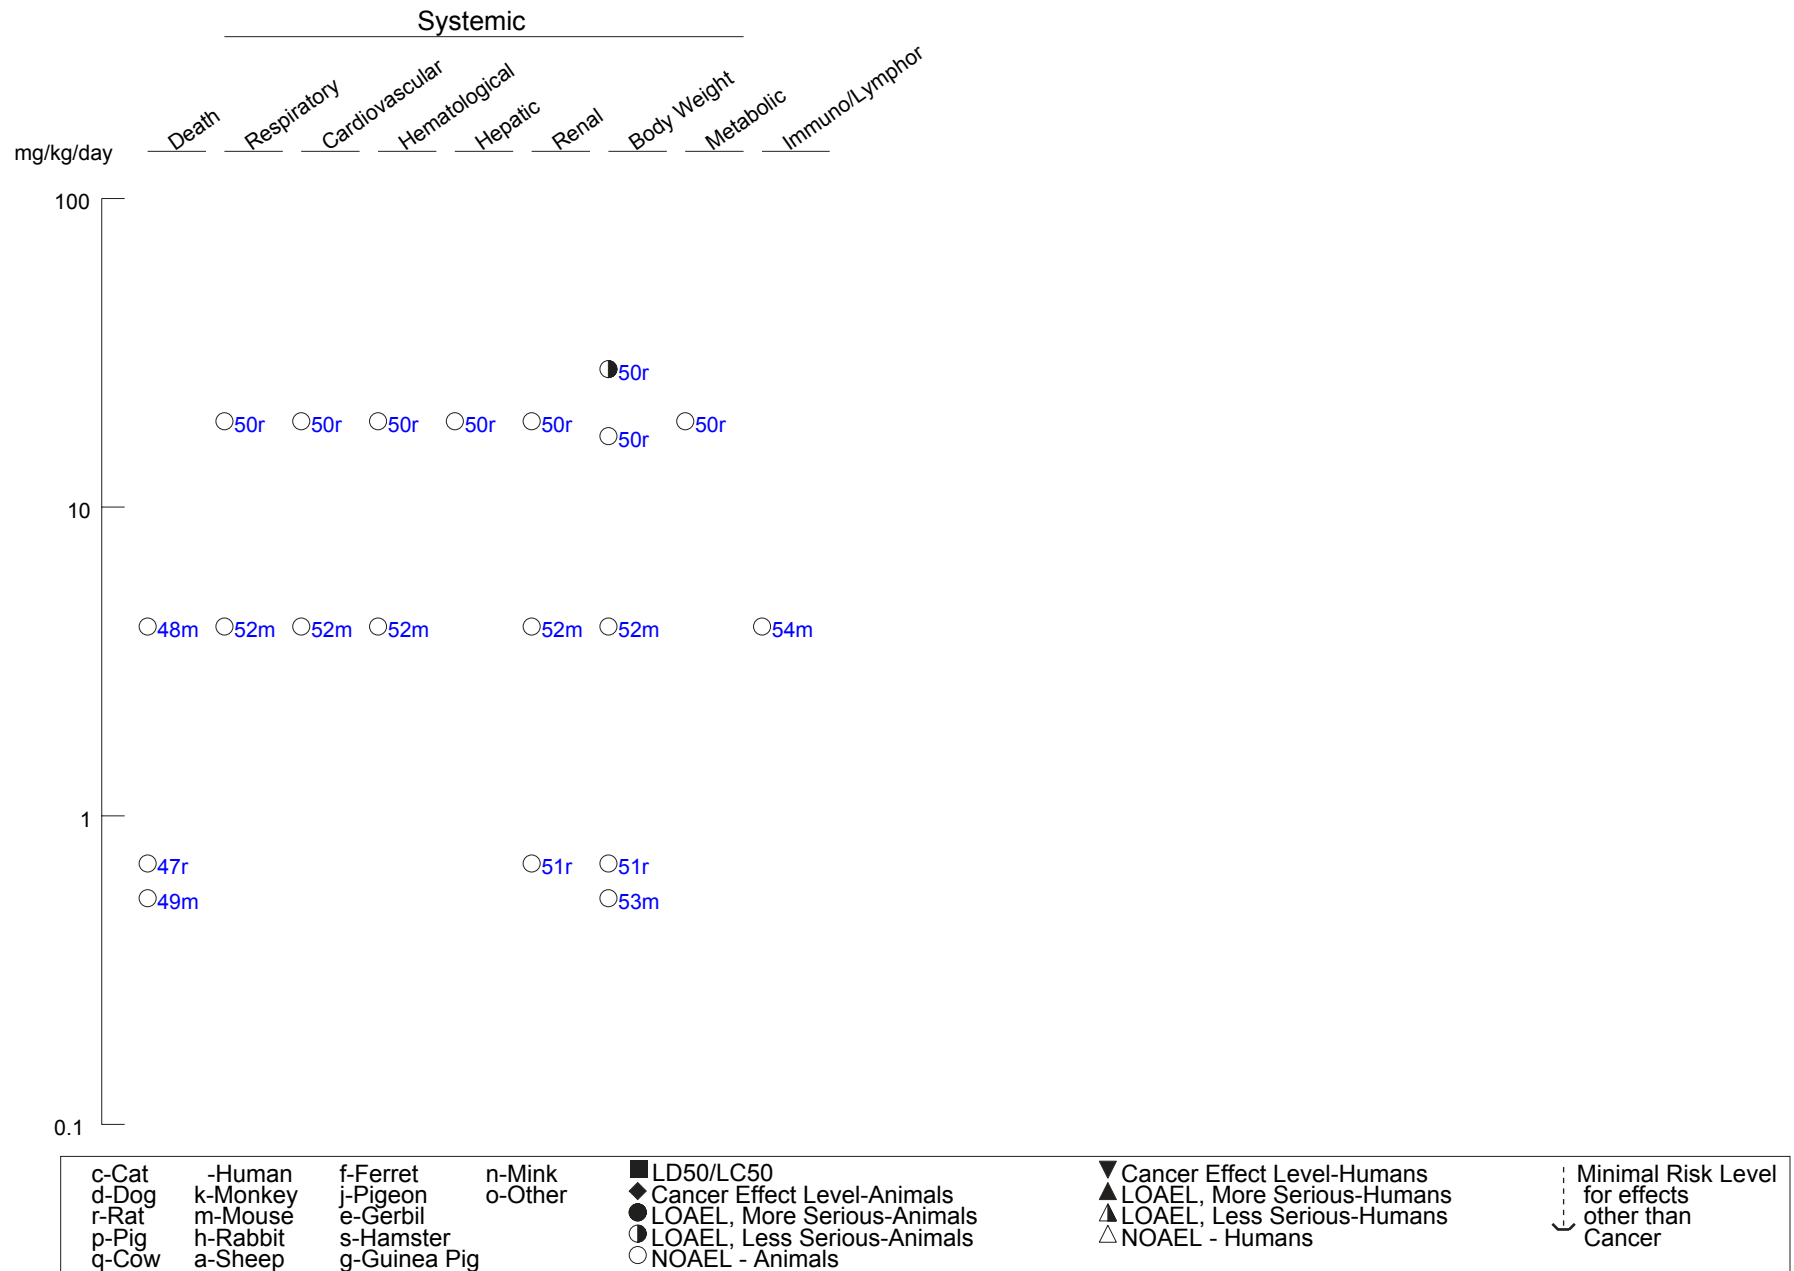 Systemic
Death Respiratory Cardiovascular Hematological Hepatic Renal Body Weight Metabolic Immuno/Lymphor
mg/kg/day
100
50r
50r 50r 50r 50r 50r 50r
50r
10
48m 52m 52m 52m 52m 52m 54m
1
47r 51r 51r
49m 53m
0.1
c-Cat -Human f-Ferret n-Mink LD50/LC50 Cancer Effect Level-Humans Minimal Risk Level
d-Dog k-Monkey j-Pigeon o-Other Cancer Effect Level-Animals LOAEL, More Serious-Humans for effects
r-Rat m-Mouse e-Gerbil LOAEL, More Serious-Animals LOAEL, Less Serious-Humans other than
p-Pig h-Rabbit s-Hamster LOAEL, Less Serious-Animals NOAEL - Humans Cancer
q-Cow a-Sheep g-Guinea Pig NOAEL - Animals